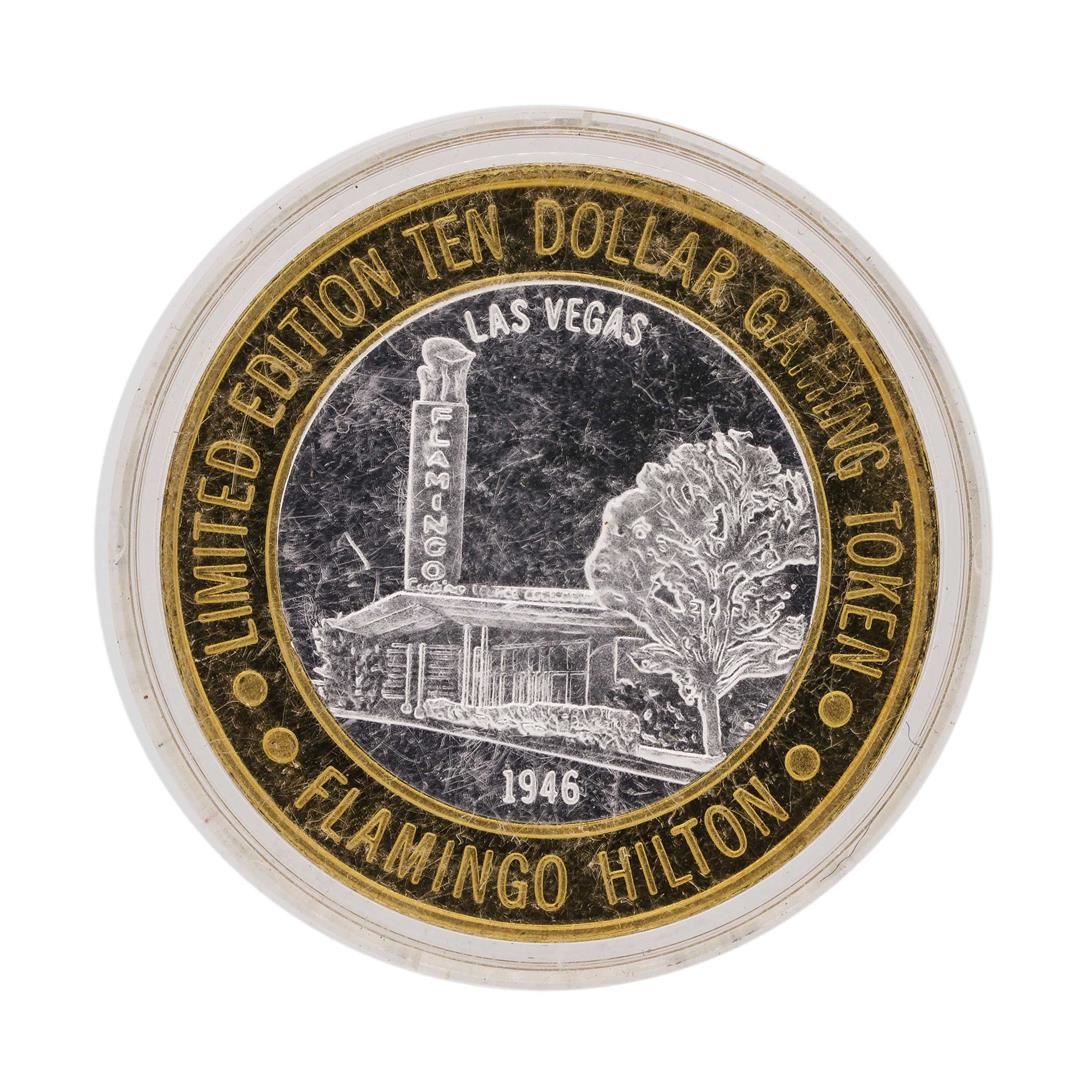 LIMITED EDITION TEN DOLLAR GAMING TOKEN
LAS VEGAS
FLAMINGO
1946
FLAMINGO HILTON